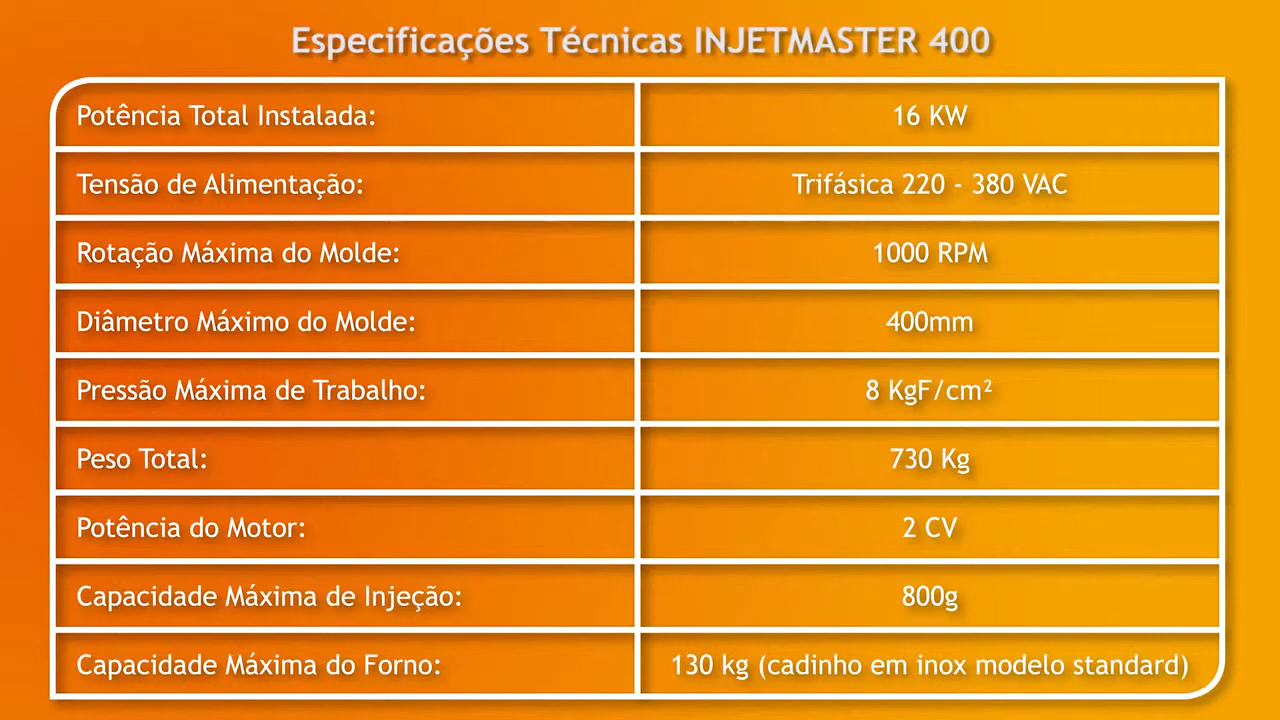 Especificações Técnicas INJETMASTER 400
Potência Total Instalada: 16 KW
Tensão de Alimentação: Trifásica 220 - 380 VAC
Rotação Máxima do Molde: 1000 RPM
Diâmetro Máximo do Molde: 400mm
Pressão Máxima de Trabalho: 8 KgF/cm²
Peso Total: 730 Kg
Potência do Motor: 2 CV
Capacidade Máxima de Injeção: 800g
Capacidade Máxima do Forno: 130 kg (cadinho em inox modelo standard)